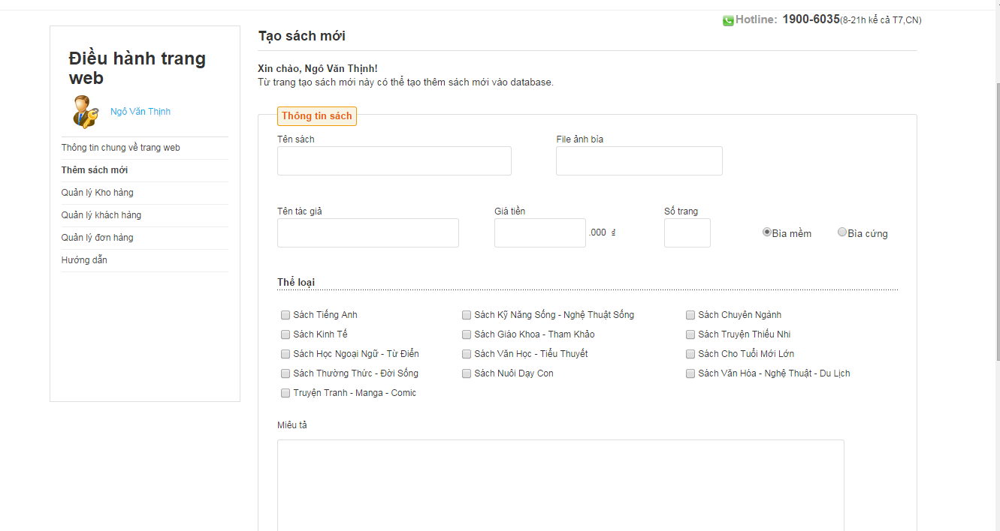 Hotline: 1900-6035(8-21h kể cả T7,CN)
Điều hành trang
web
Ngô Văn Thịnh
Thông tin chung về trang web
Thêm sách mới
Quản lý Kho hàng
Quản lý khách hàng
Quản lý đơn hàng
Hướng dẫn
Tạo sách mới
Xin chào, Ngô Văn Thịnh!
Từ trang tạo sách mới này có thể tạo thêm sách mới vào database.
Thông tin sách
Tên sách
File ảnh bìa
Tên tác giả
Giá tiền
Số trang
.000 ₫
Bìa mềm
Bìa cứng
Thể loại
Sách Tiếng Anh
Sách Kỹ Năng Sống - Nghệ Thuật Sống
Sách Chuyên Ngành
Sách Kinh Tế
Sách Giáo Khoa - Tham Khảo
Sách Truyện Thiếu Nhi
Sách Học Ngoại Ngữ - Từ Điển
Sách Văn Học - Tiểu Thuyết
Sách Cho Tuổi Mới Lớn
Sách Thường Thức - Đời Sống
Sách Nuôi Dạy Con
Sách Văn Hóa - Nghệ Thuật - Du Lịch
Truyện Tranh - Manga - Comic
Miêu tả